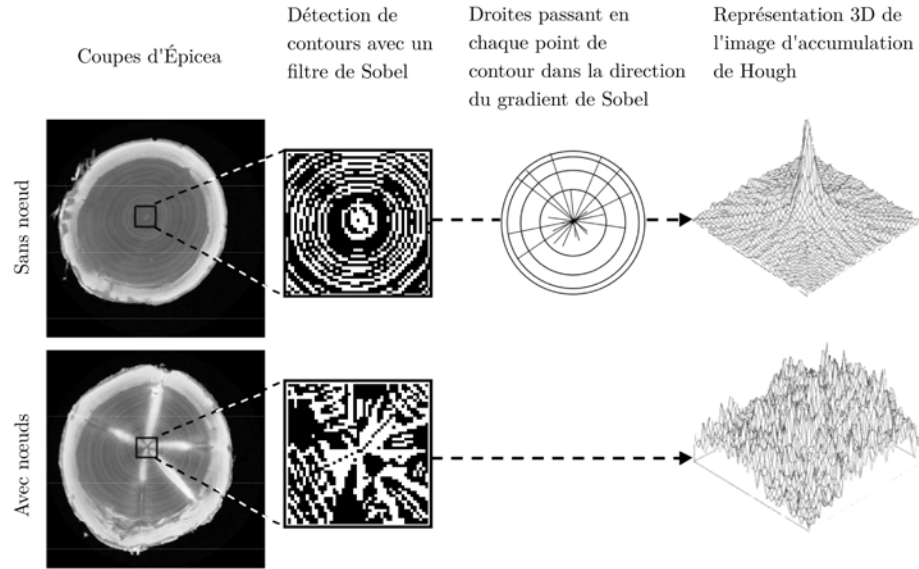 Coupes d'Épicea
Détection de
contours avec un
filtre de Sobel
Droites passant en
chaque point de
contour dans la direction
du gradient de Sobel
Représentation 3D de
l'image d'accumulation
de Hough
Sans nœud
Avec nœuds